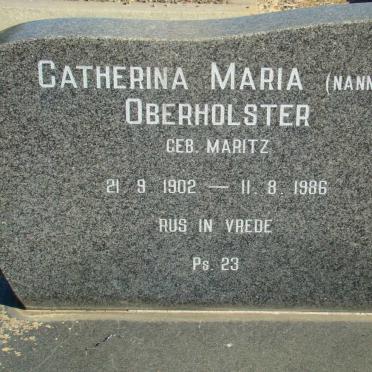 CATHERINA MARIA (NANN
OBERHOLSTER
GEB. MARITZ
21 9 1902 — 11. 8. 1986
RUS IN VREDE
Ps. 23